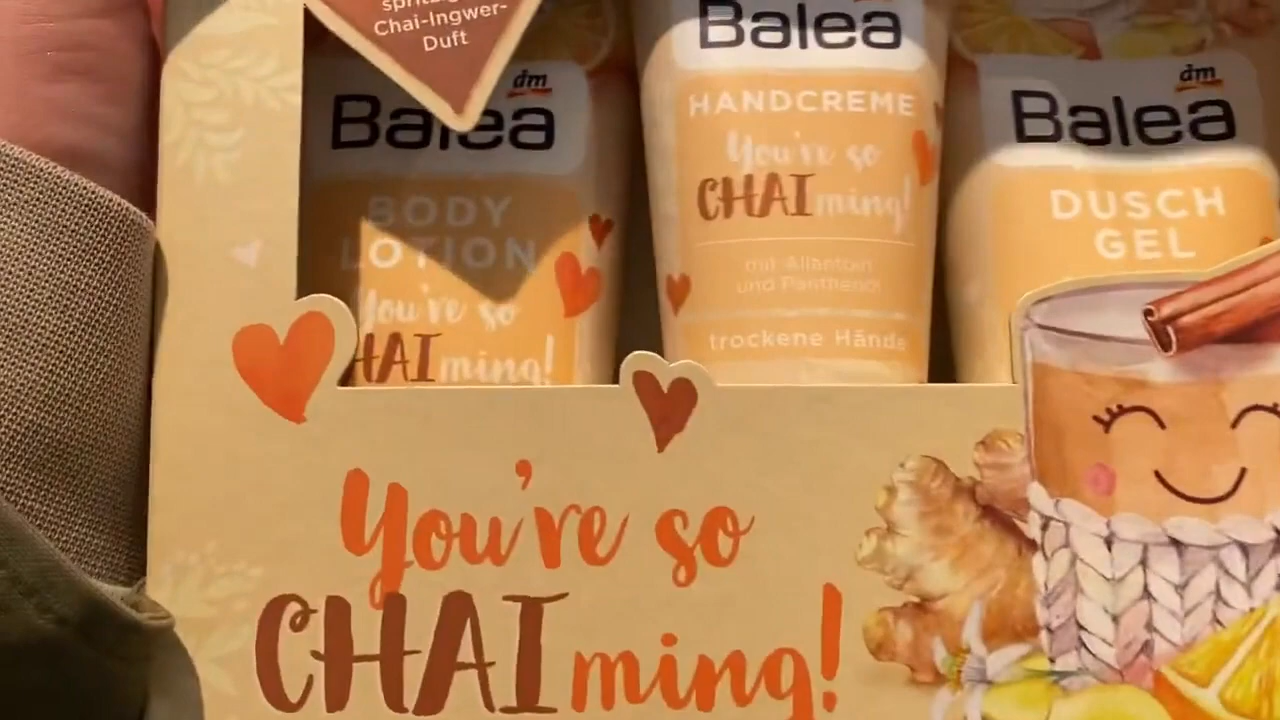 Chai-Ingwer-
Duft
dm
Balea
BODY
LOTION
You're so
CHAIming!
Balea
HANDCREME
You're so
CHAIming!
mit Allantoin
und Panthenol
trockene Hände
dm
Balea
DUSCH
GEL
You're so
CHAIming!